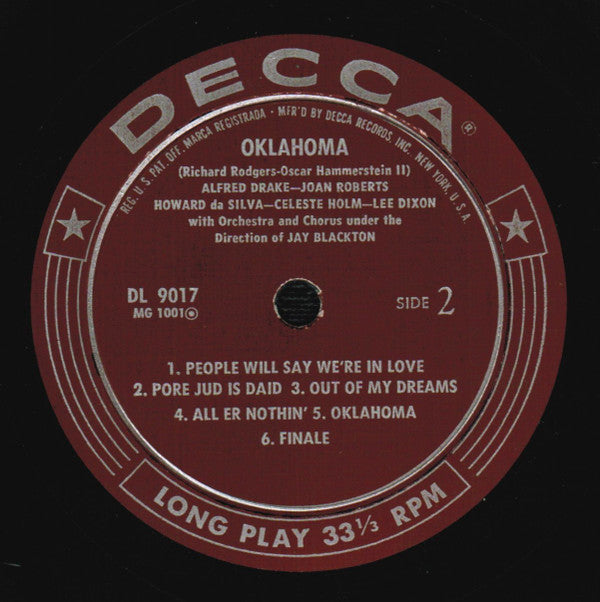 DECCA®
REG. U.S. PAT. OFF. MARCA REGISTRADA • MFR'D BY DECCA RECORDS, INC., NEW YORK, U.S.A.
OKLAHOMA
(Richard Rodgers-Oscar Hammerstein II)
ALFRED DRAKE—JOAN ROBERTS
HOWARD da SILVA—CELESTE HOLM—LEE DIXON
with Orchestra and Chorus under the
Direction of JAY BLACKTON
DL 9017
MG 1001
SIDE 2
1. PEOPLE WILL SAY WE'RE IN LOVE
2. PORE JUD IS DAID 3. OUT OF MY DREAMS
4. ALL ER NOTHIN' 5. OKLAHOMA
6. FINALE
LONG PLAY 33⅓ RPM